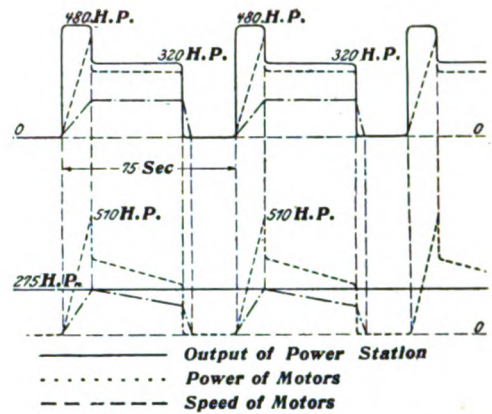 480 H.P. 480 H.P.
320 H.P. 320 H.P.
0 0
75 Sec
510 H.P. 510 H.P.
275 H.P.
0
Output of Power Station
Power of Motors
Speed of Motors